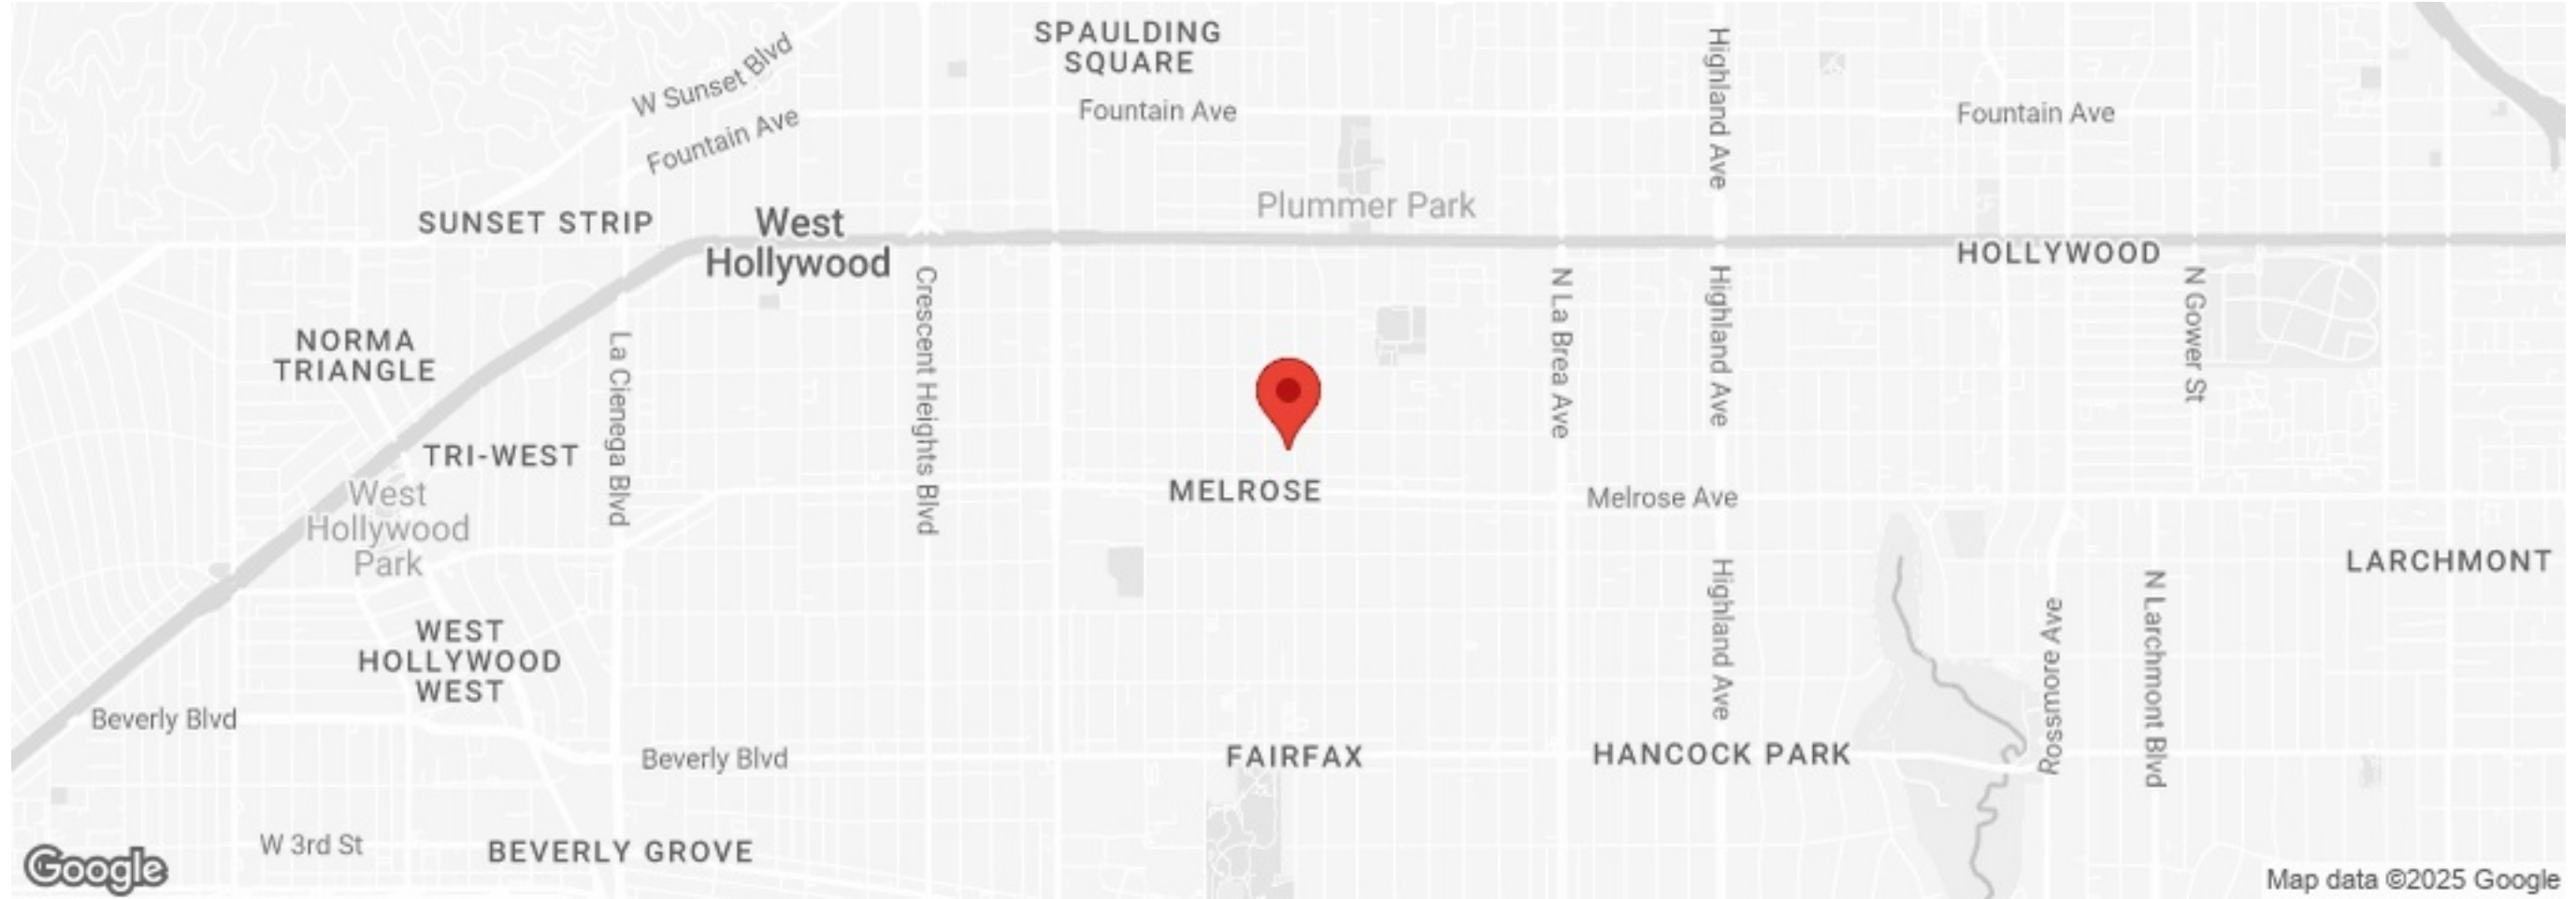 SPAULDING
SQUARE
W Sunset Blvd
Fountain Ave
Fountain Ave
Highland Ave
Fountain Ave
Plummer Park
SUNSET STRIP
West
Hollywood
HOLLYWOOD
Crescent Heights Blvd
N La Brea Ave
Highland Ave
N Gower St
NORMA
TRIANGLE
La Cienega Blvd
TRI-WEST
West
Hollywood
Park
MELROSE
Melrose Ave
LARCHMONT
Highland Ave
Rossmore Ave
N Larchmont Blvd
WEST
HOLLYWOOD
WEST
Beverly Blvd
Beverly Blvd
FAIRFAX
HANCOCK PARK
W 3rd St
BEVERLY GROVE
Google
Map data ©2025 Google